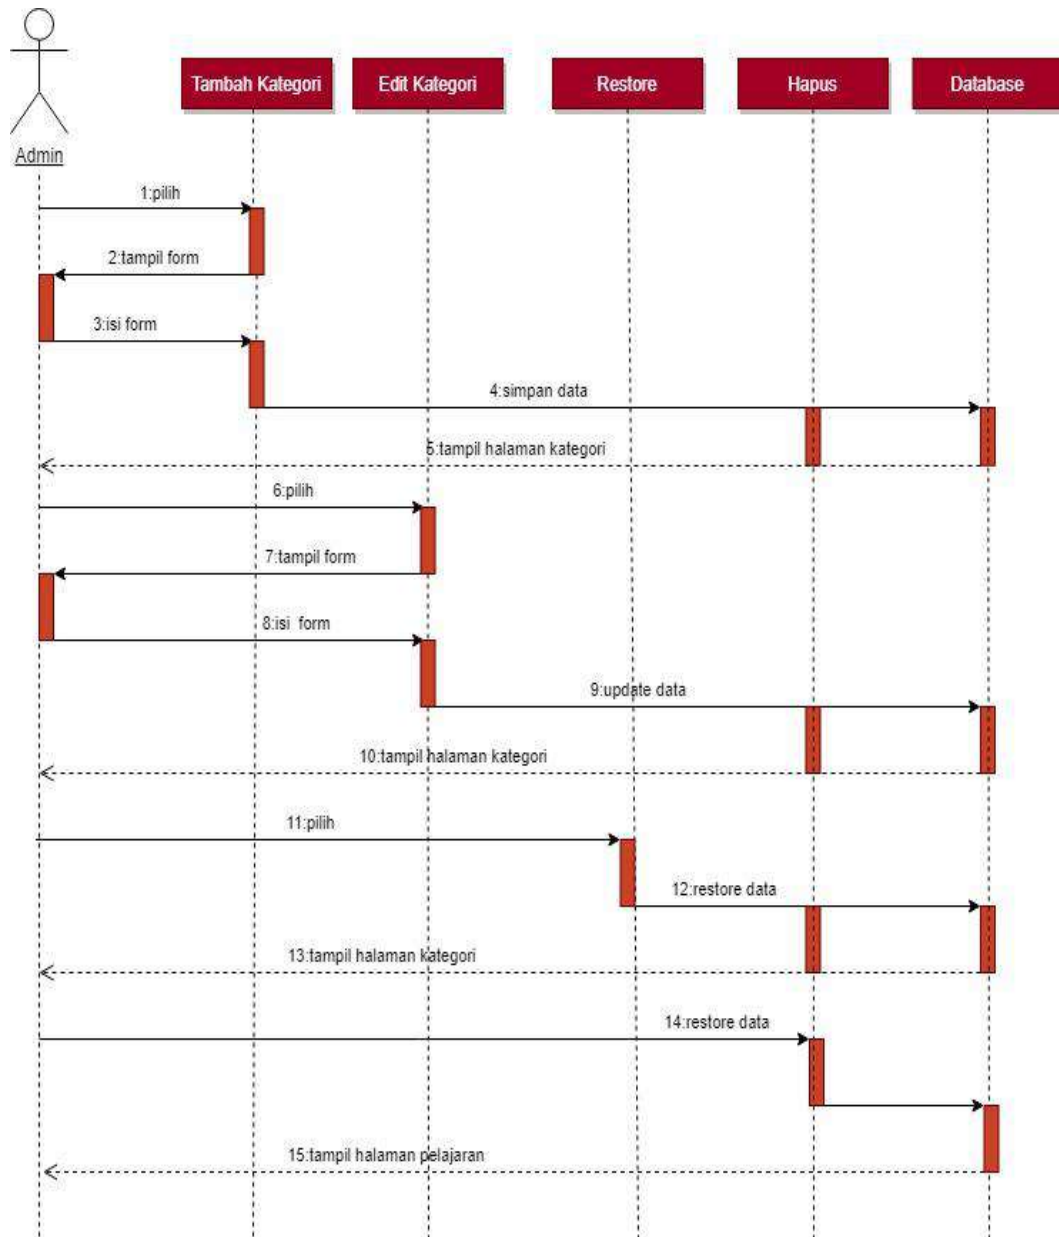 Tambah Kategori
Edit Kategori
Restore
Hapus
Database
Admin
1:pilih
2:tampil form
3:isi form
4:simpan data
5:tampil halaman kategori
6:pilih
7:tampil form
8:isi form
9:update data
10:tampil halaman kategori
11:pilih
12:restore data
13:tampil halaman kategori
14:restore data
15:tampil halaman pelajaran